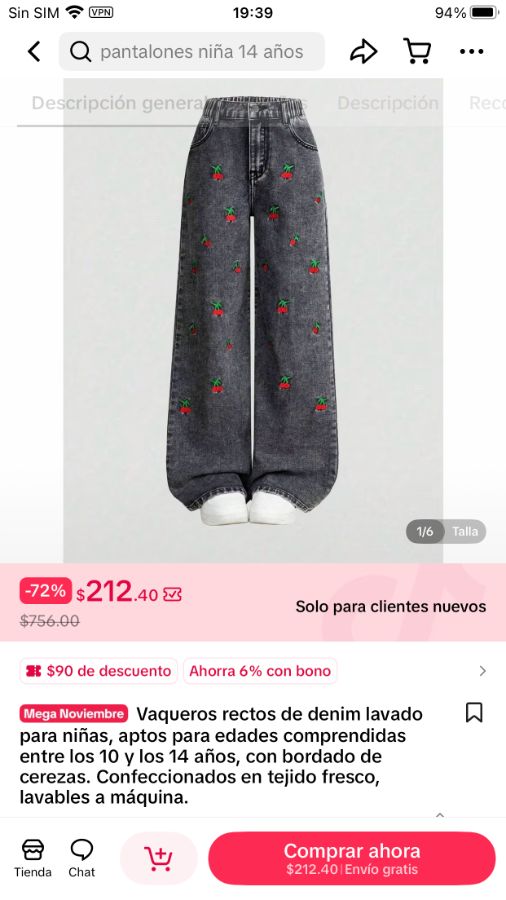 Sin SIM VPN 19:39 94%
pantalones niña 14 años
Descripción general Descripción Reco
1/6 Talla
-72% $212.40
$756.00
Solo para clientes nuevos
$90 de descuento Ahorra 6% con bono
Mega Noviembre Vaqueros rectos de denim lavado
para niñas, aptos para edades comprendidas
entre los 10 y los 14 años, con bordado de
cerezas. Confeccionados en tejido fresco,
lavables a máquina.
Tienda Chat
Comprar ahora
$212.40 | Envío gratis